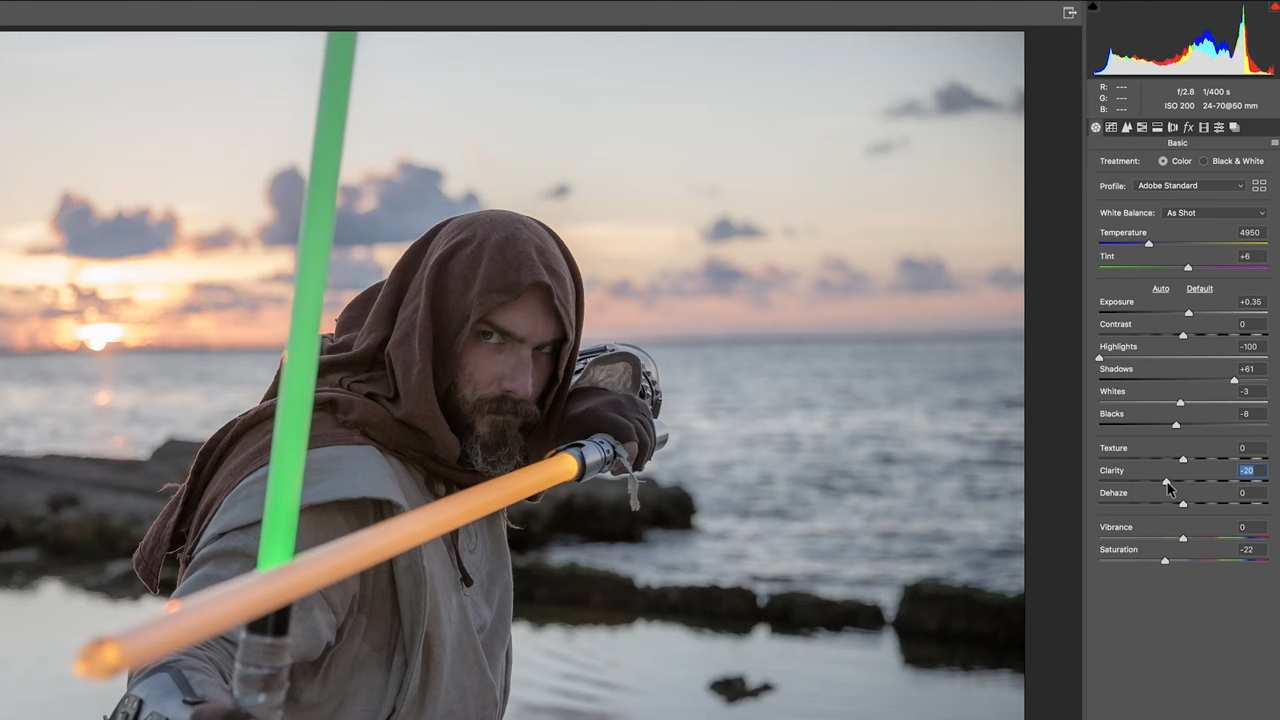 R: ---
G: ---
B: ---
f/2.8 1/400 s
ISO 200 24-70@50 mm
fx
Basic
Treatment: Color Black & White
Profile: Adobe Standard
White Balance: As Shot
Temperature 4950
Tint +6
Auto Default
Exposure +0.35
Contrast 0
Highlights -100
Shadows +61
Whites -3
Blacks -8
Texture 0
Clarity -20
Dehaze 0
Vibrance 0
Saturation -22